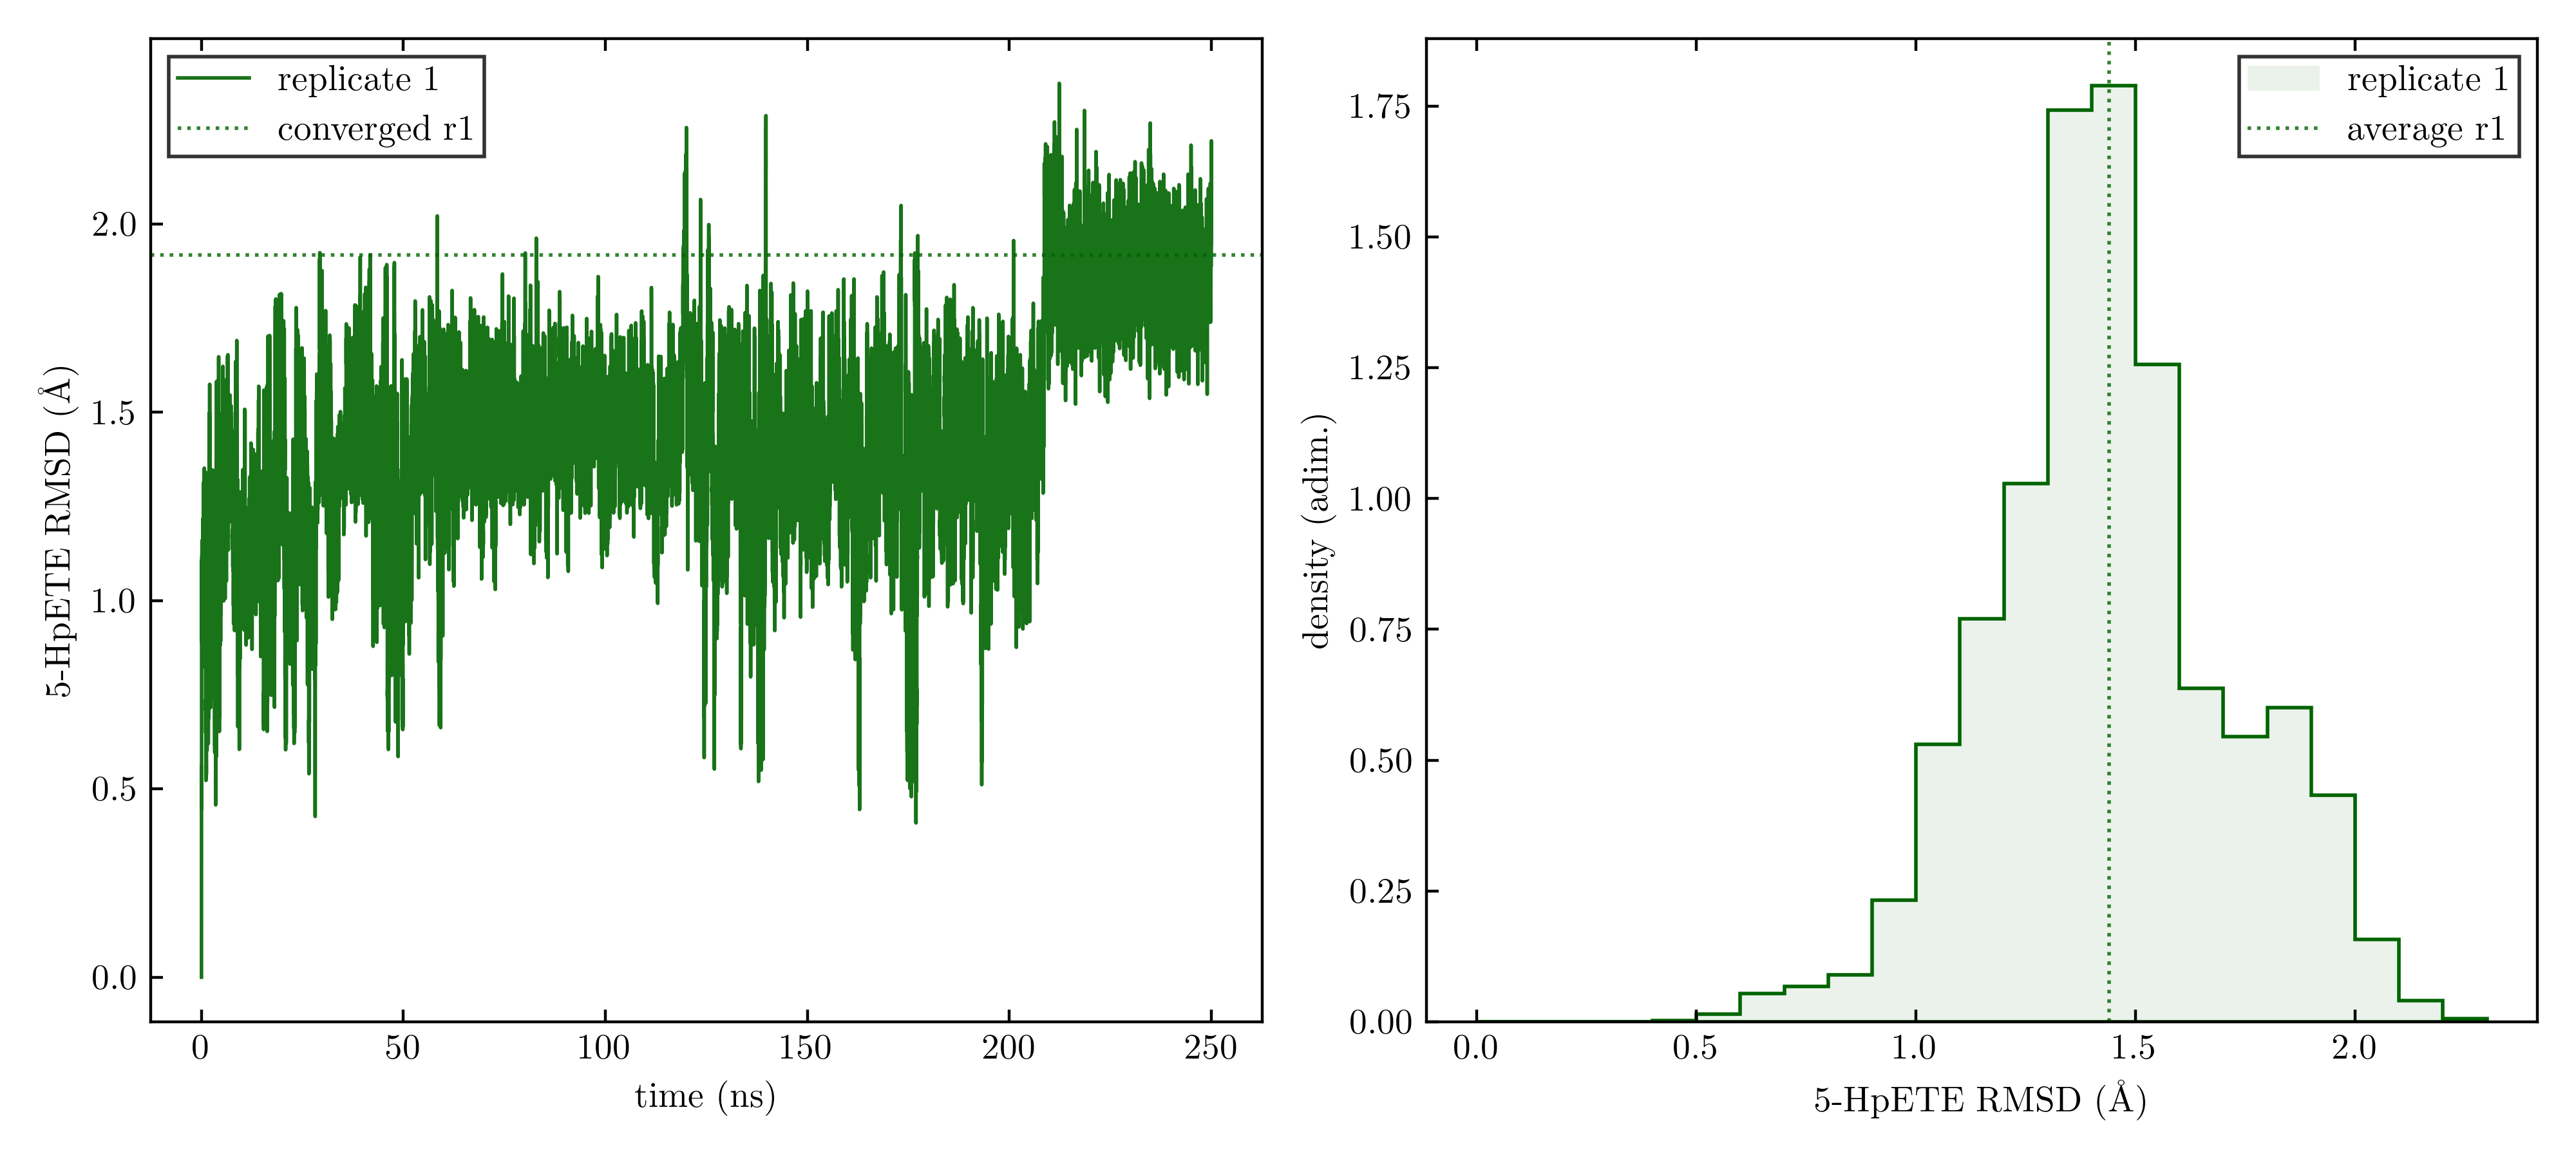 replicate 1
converged r1
2.0
1.5
1.0
0.5
0.0
5-HpETE RMSD (Å)
0 50 100 150 200 250
time (ns)
replicate 1
average r1
1.75
1.50
1.25
1.00
0.75
0.50
0.25
0.00
density (adim.)
0.0 0.5 1.0 1.5 2.0
5-HpETE RMSD (Å)